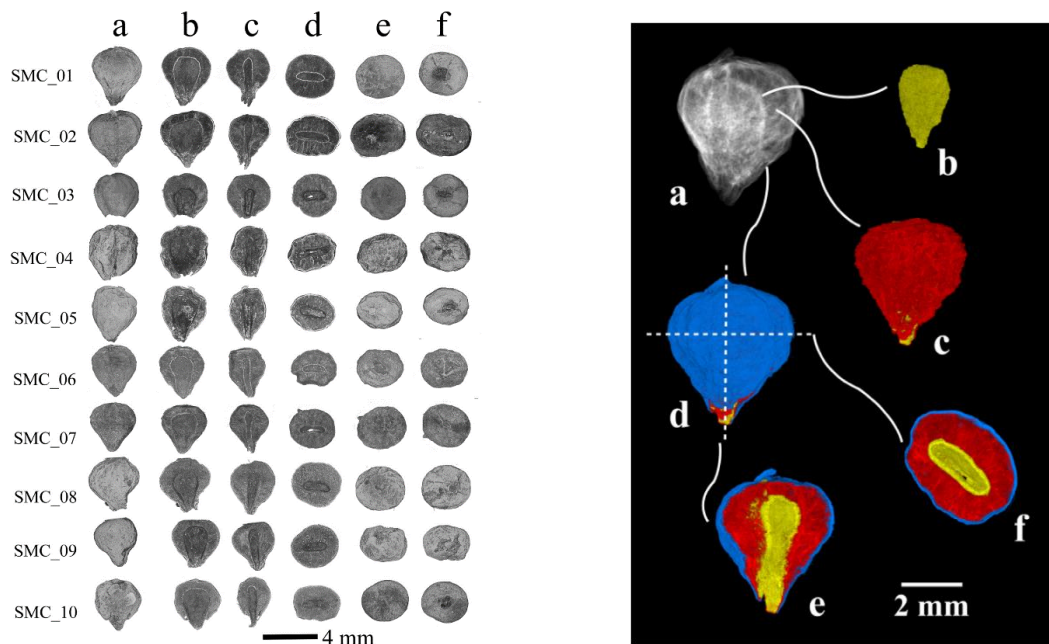 a b c d e f
SMC_01
SMC_02
SMC_03
SMC_04
SMC_05
SMC_06
SMC_07
SMC_08
SMC_09
SMC_10
4 mm
a
b
c
d
e
f
2 mm